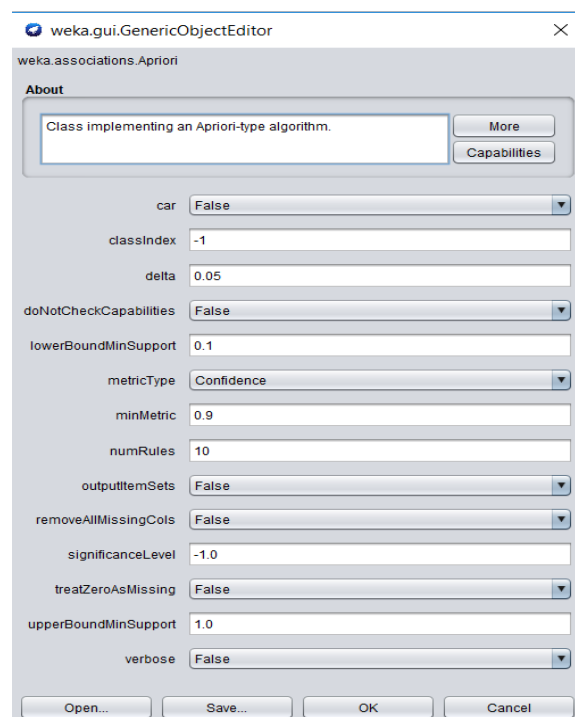 weka.gui.GenericObjectEditor
weka.associations.Apriori
About
Class implementing an Apriori-type algorithm.
More
Capabilities
car False
classIndex -1
delta 0.05
doNotCheckCapabilities False
lowerBoundMinSupport 0.1
metricType Confidence
minMetric 0.9
numRules 10
outputItemSets False
removeAllMissingCols False
significanceLevel -1.0
treatZeroAsMissing False
upperBoundMinSupport 1.0
verbose False
Open... Save... OK Cancel